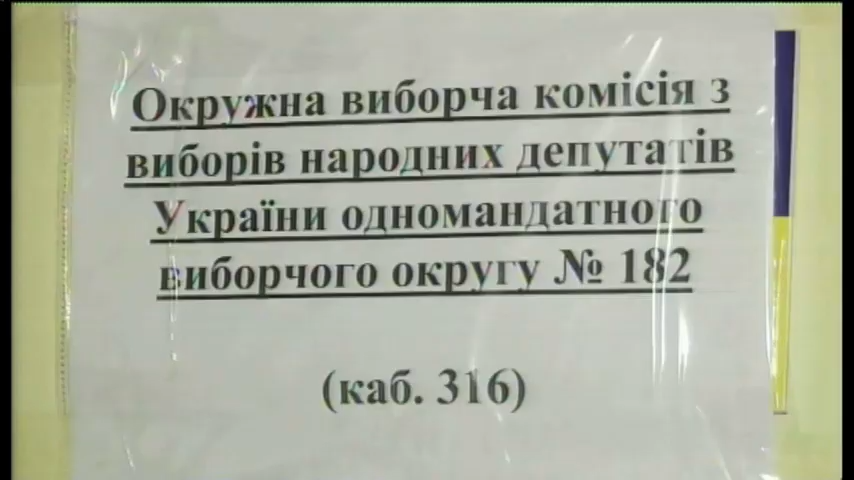 Окружна виборча комісія з
виборів народних депутатів
України одномандатного
виборчого округу № 182
(каб. 316)